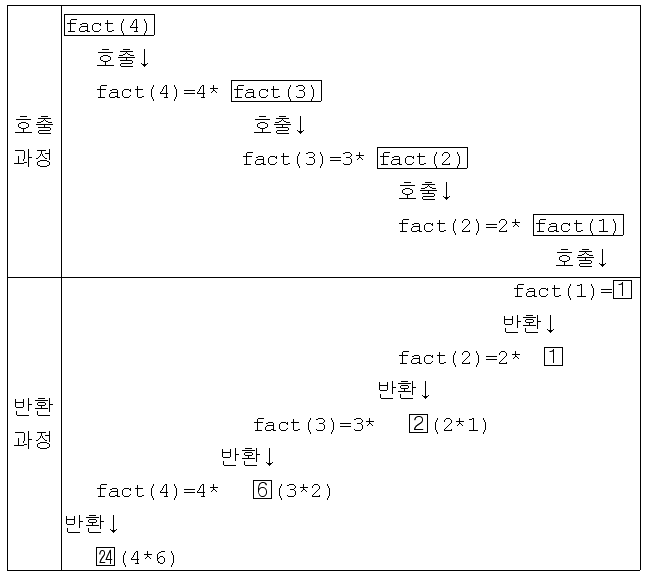 fact(4)
호출↓
fact(4)=4* fact(3)
호출↓
호출
과정
fact(3)=3* fact(2)
호출↓
fact(2)=2* fact(1)
호출↓
fact(1)=1
반환↓
fact(2)=2* 1
반환↓
반환
과정
fact(3)=3* 2(2*1)
반환↓
fact(4)=4* 6(3*2)
반환↓
24(4*6)